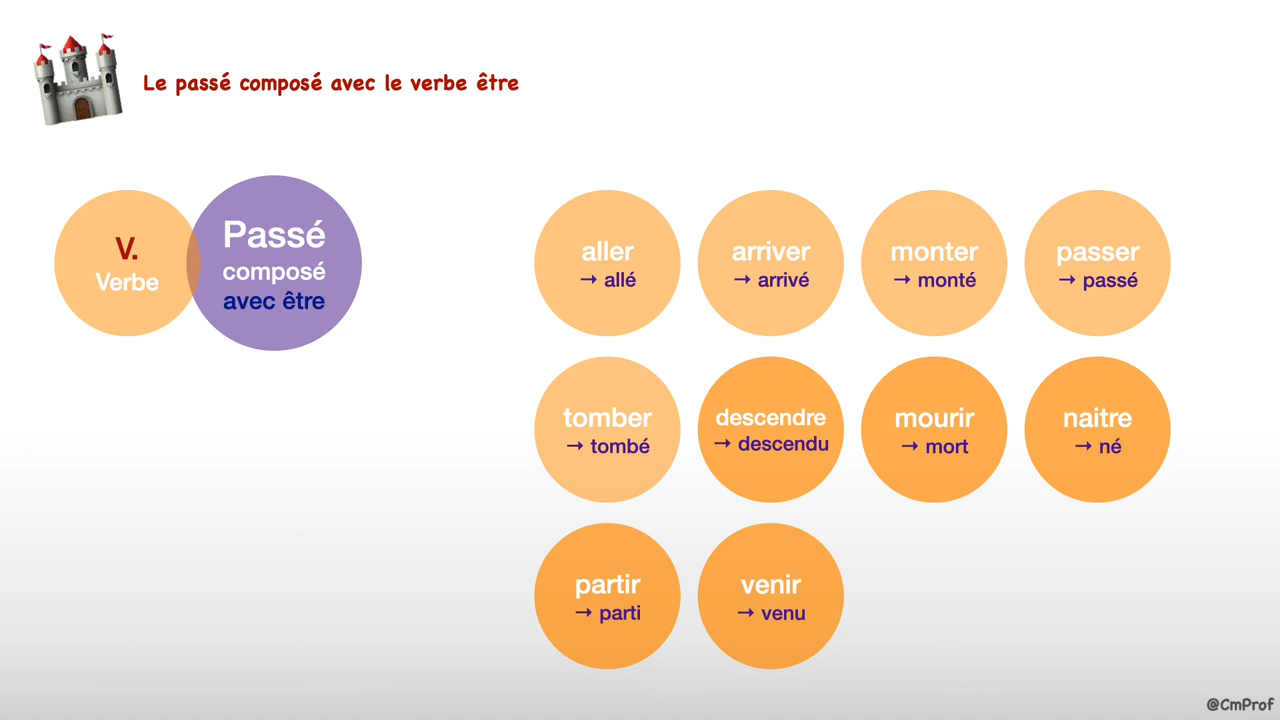 Le passé composé avec le verbe être
V.
Verbe
Passé
composé
avec être
aller
→ allé
arriver
→ arrivé
monter
→ monté
passer
→ passé
tomber
→ tombé
descendre
→ descendu
mourir
→ mort
naitre
→ né
partir
→ parti
venir
→ venu
@CmProf